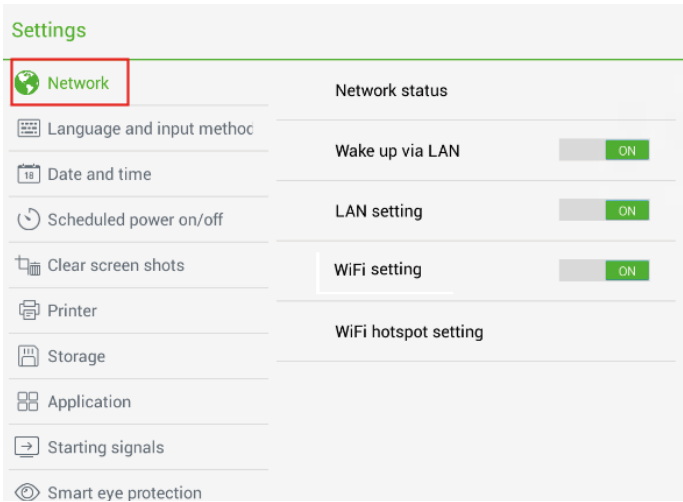 Settings
Network
Language and input method
18
Date and time
Scheduled power on/off
Clear screen shots
Printer
Storage
Application
Starting signals
Smart eye protection
Network status
Wake up via LAN ON
LAN setting ON
WiFi setting ON
WiFi hotspot setting